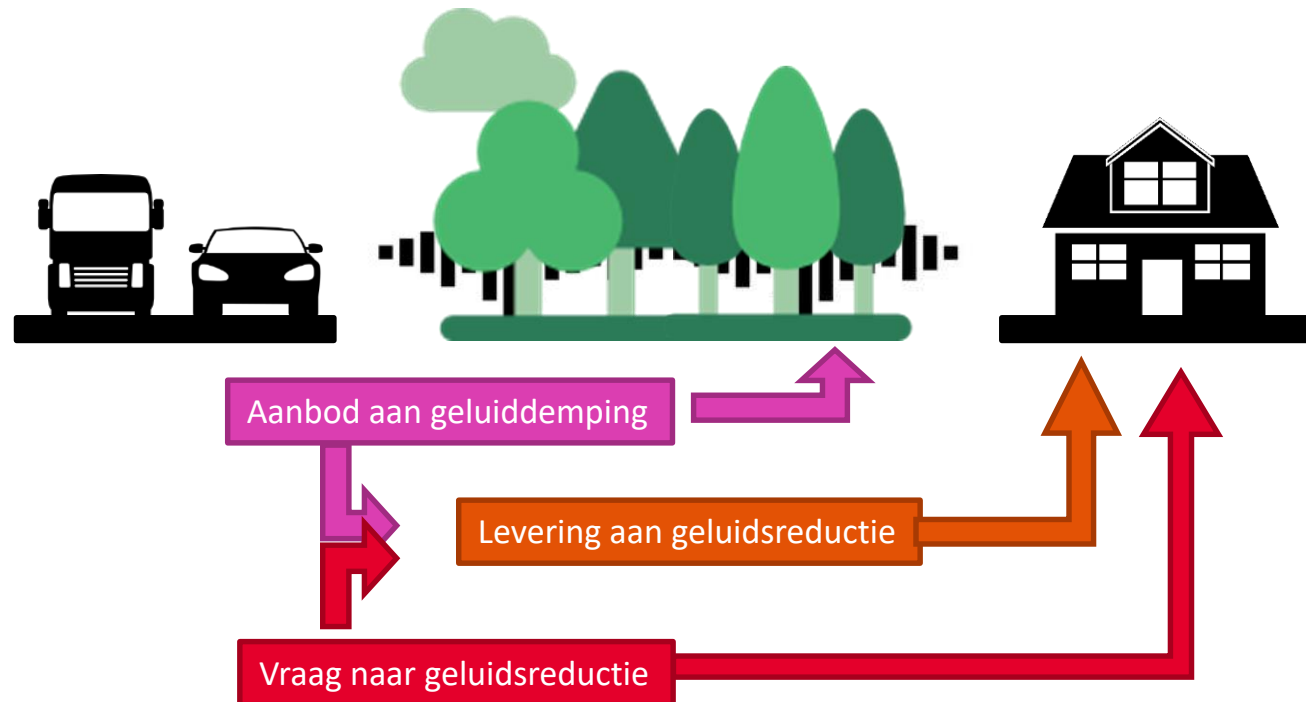 Aanbod aan geluiddemping
Levering aan geluidsreductie
Vraag naar geluidsreductie